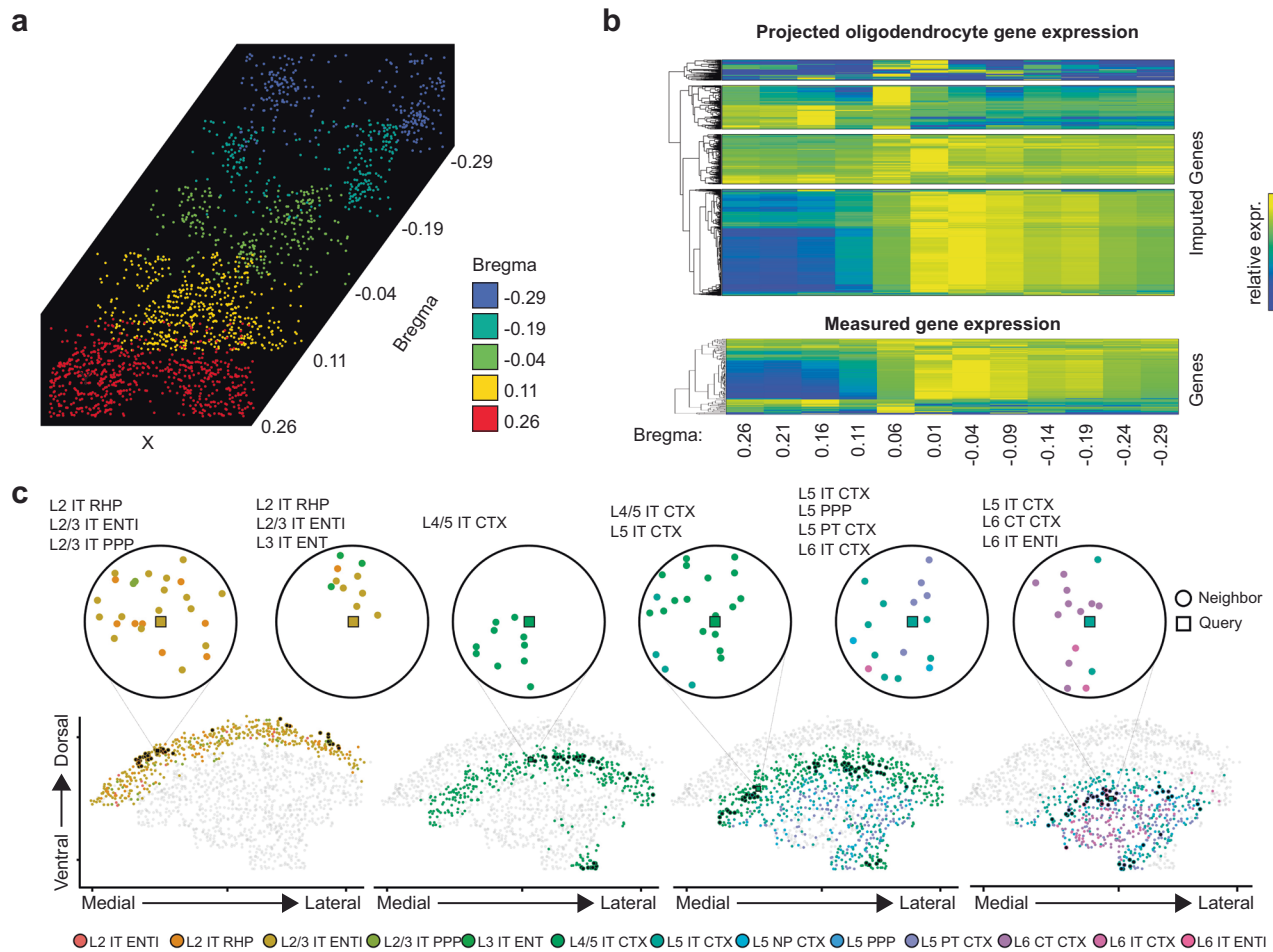 a
-0.29
-0.19
-0.04
0.11
0.26
Bregma
X
Bregma
-0.29
-0.19
-0.04
0.11
0.26
b
Projected oligodendrocyte gene expression
Imputed Genes
relative expr.
Measured gene expression
Genes
Bregma:
0.26
0.21
0.16
0.11
0.06
0.01
-0.04
-0.09
-0.14
-0.19
-0.24
-0.29
c
L2 IT RHP
L2/3 IT ENTI
L2/3 IT PPP
L2 IT RHP
L2/3 IT ENTI
L3 IT ENT
L4/5 IT CTX
L4/5 IT CTX
L5 IT CTX
L5 IT CTX
L5 PPP
L5 PT CTX
L6 IT CTX
L5 IT CTX
L6 CT CTX
L6 IT ENTI
Neighbor
Query
Ventral
Dorsal
Medial
Lateral
Medial
Lateral
Medial
Lateral
Medial
Lateral
L2 IT ENTI
L2 IT RHP
L2/3 IT ENTI
L2/3 IT PPP
L3 IT ENT
L4/5 IT CTX
L5 IT CTX
L5 NP CTX
L5 PPP
L5 PT CTX
L6 CT CTX
L6 IT CTX
L6 IT ENTI